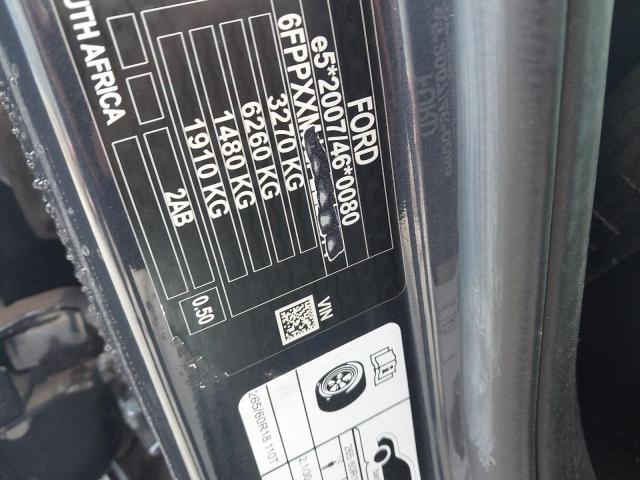 FORD
e5*2007/46*0080
6FPPXXM
3270 KG
6260 KG
1480 KG
1910 KG
2AB
0.50
UTH AFRICA
VIN
265/60R18 110T